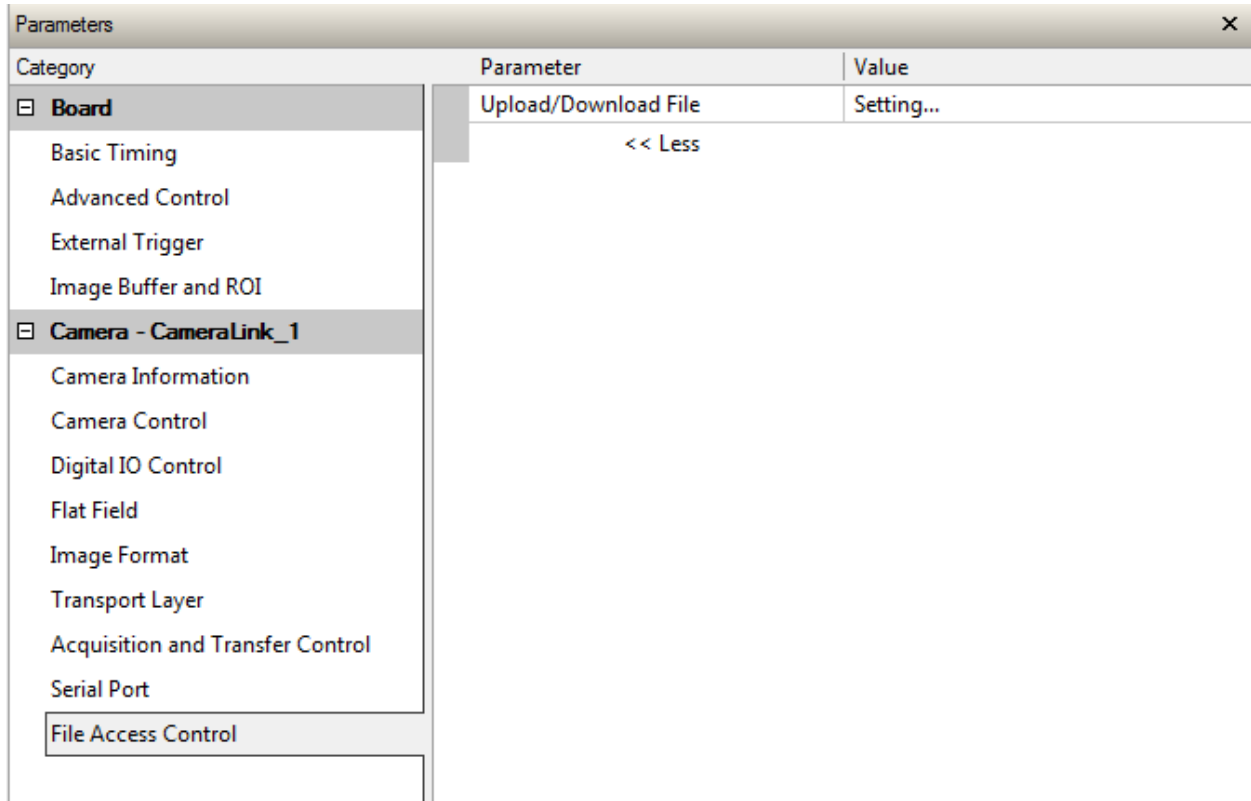 Parameters
Category Parameter Value
Board Upload/Download File Setting...
Basic Timing << Less
Advanced Control
External Trigger
Image Buffer and ROI
Camera - CameraLink_1
Camera Information
Camera Control
Digital IO Control
Flat Field
Image Format
Transport Layer
Acquisition and Transfer Control
Serial Port
File Access Control